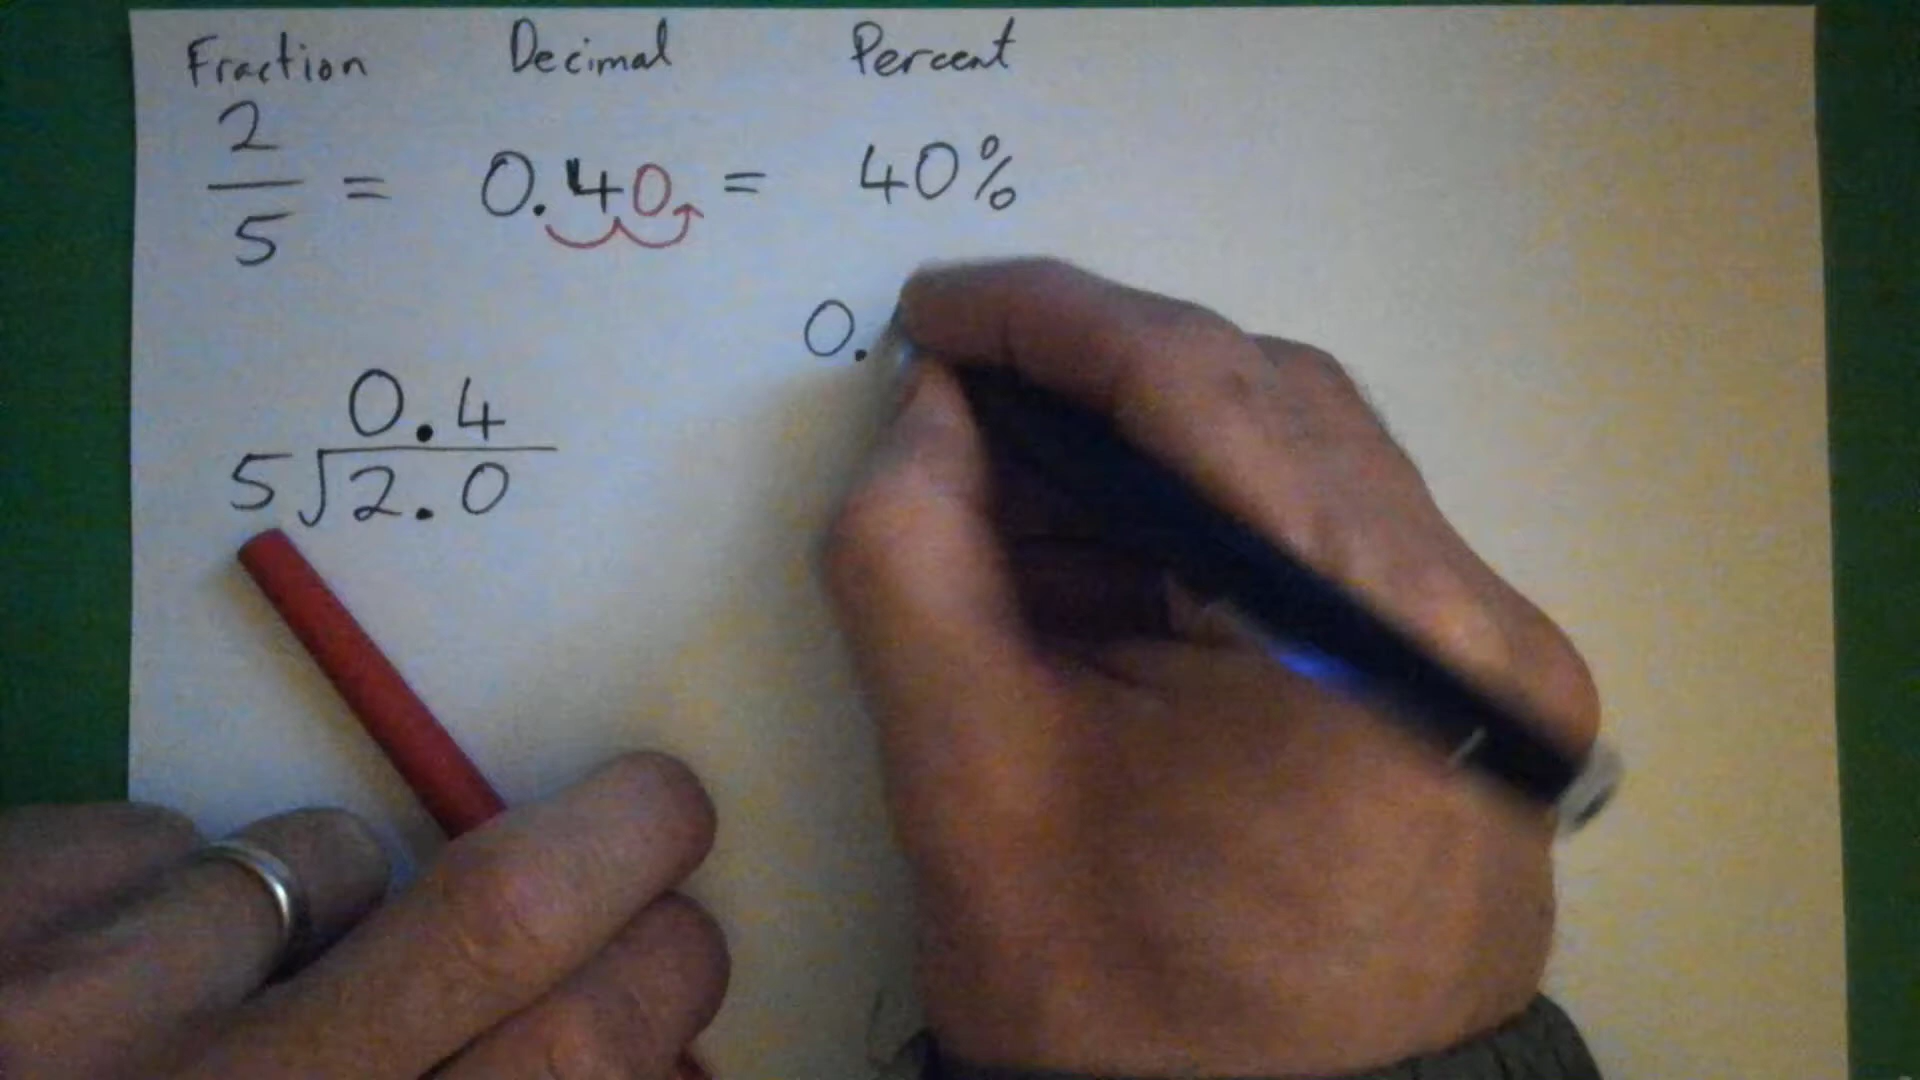 Fraction Decimal Percent
2/5 = 0.40 = 40%
0.
0.4
5√2.0